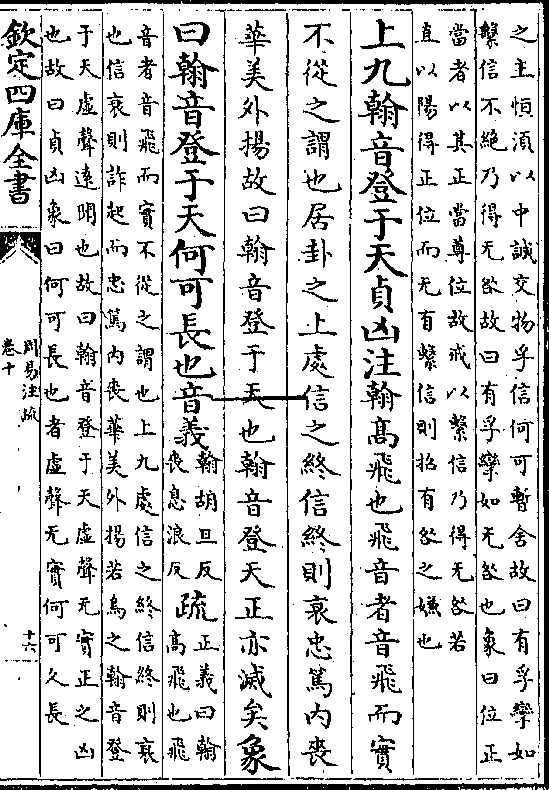 之主恒須以中誠交物孚信何可暫舍故曰有孚攣如
繫信不絶乃得无咎故曰有孚攣如无咎也象曰位正
當者以其正當尊位故戒以繫信乃得无咎若
直以陽得正位而无有繫信則招有咎之嫌也
上九翰音登于天貞凶注翰髙飛也飛音者音飛而實
不從之謂也居卦之上處信之終信終則衰忠篤内喪
華美外揚故曰翰音登于天也翰音登天正亦滅矣象
曰翰音登于天何可長也音義翰胡旦反喪息浪反疏正義曰翰髙飛也飛
音者音飛而實不從之謂也上九處信之終信終則衰
也信衰則詐起而忠篤内喪華美外揚若鳥之翰音登
于天虚聲逺聞也故曰翰音登于天虚聲无實正之凶
也故曰貞凶象曰何可長也者虚聲无實何可久長
欽定四庫全書
周易注疏
卷十
十六